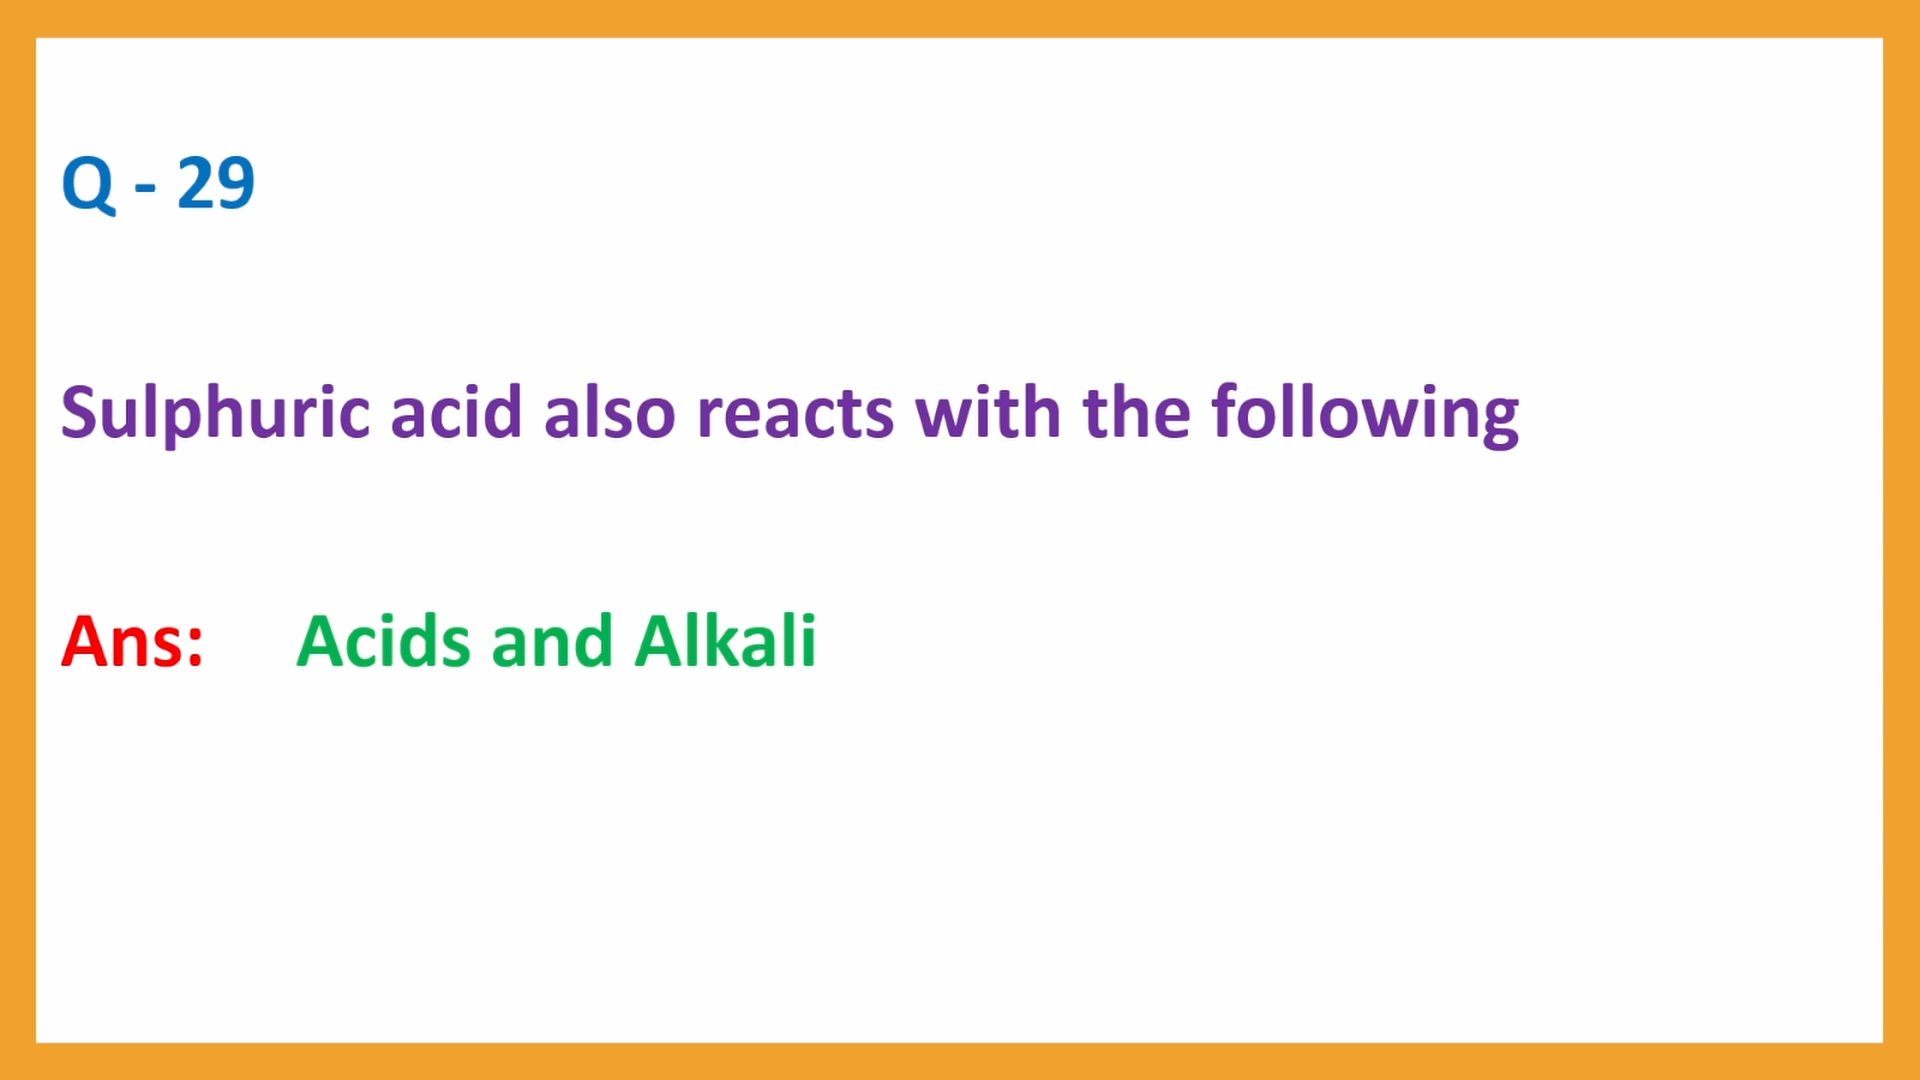 Q - 29
Sulphuric acid also reacts with the following
Ans: Acids and Alkali